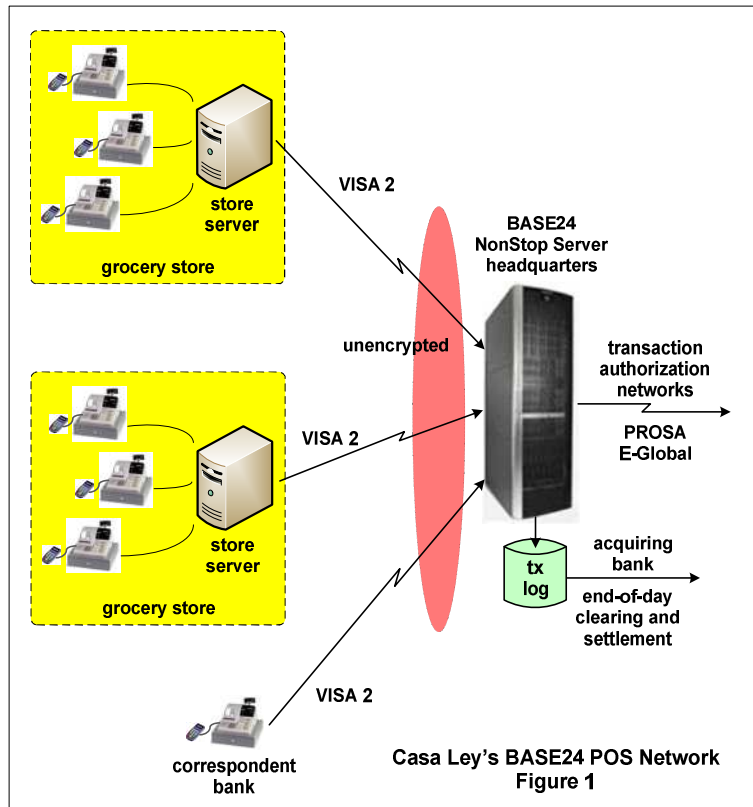 store
server
grocery store
VISA 2
BASE24
NonStop Server
headquarters
unencrypted
transaction
authorization
networks
PROSA
E-Global
VISA 2
store
server
grocery store
tx
log
acquiring
bank
end-of-day
clearing and
settlement
VISA 2
correspondent
bank
Casa Ley's BASE24 POS Network
Figure 1